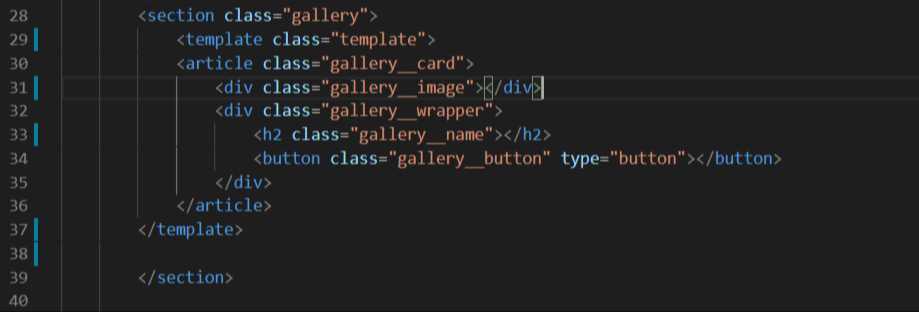 28 <section class="gallery">
29 <template class="template">
30 <article class="gallery__card">
31 <div class="gallery__image"></div>
32 <div class="gallery__wrapper">
33 <h2 class="gallery__name"></h2>
34 <button class="gallery__button" type="button"></button>
35 </div>
36 </article>
37 </template>
38
39 </section>
40